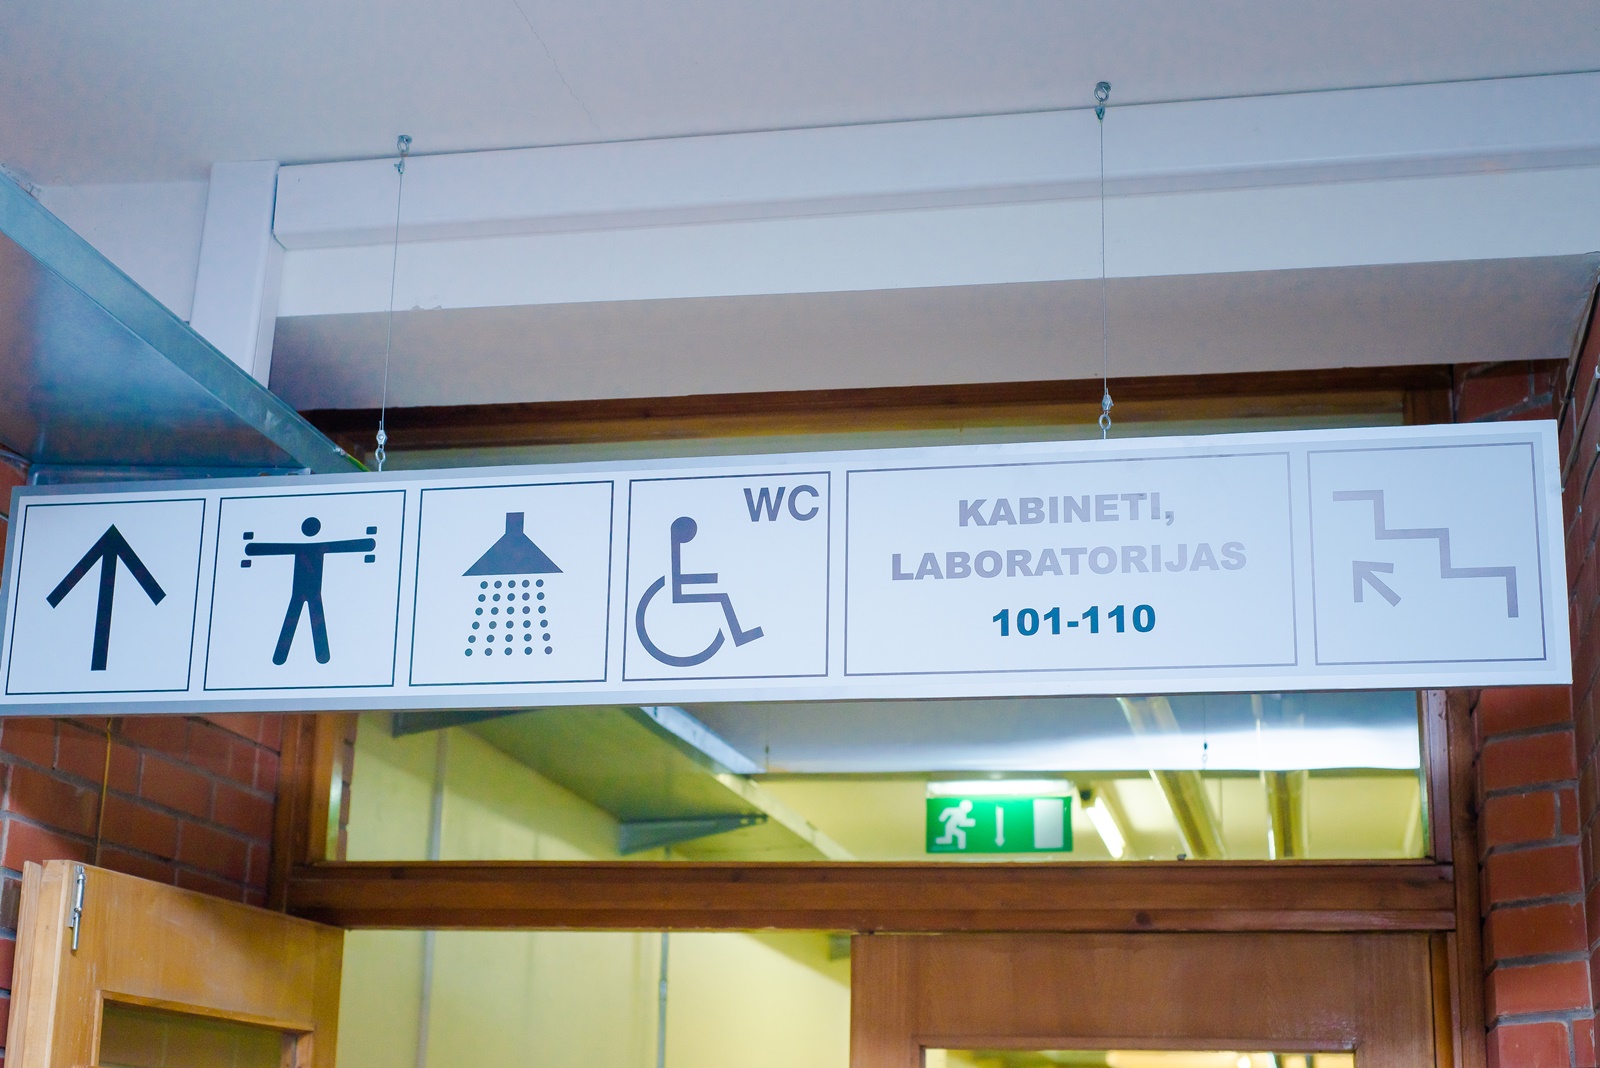 WC
KABINETI,
LABORATORIJAS
101-110